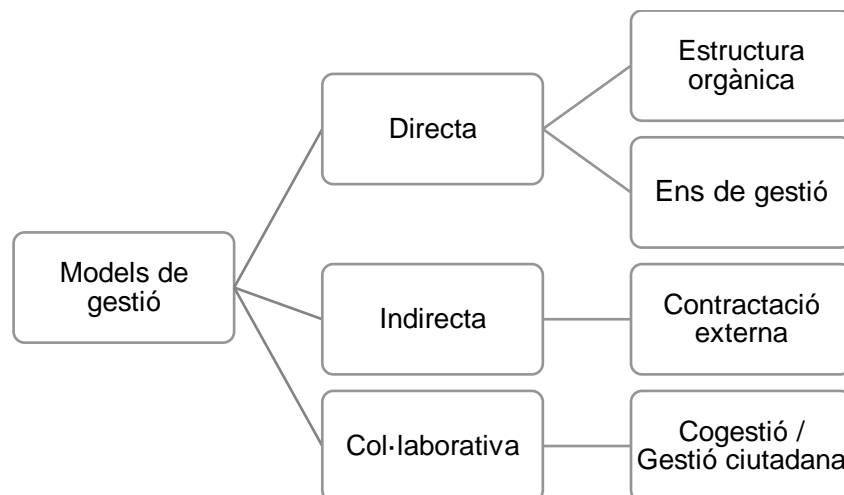 Models de
gestió
Directa
Estructura
orgànica
Ens de gestió
Indirecta
Contractació
externa
Col·laborativa
Cogestió /
Gestió ciutadana